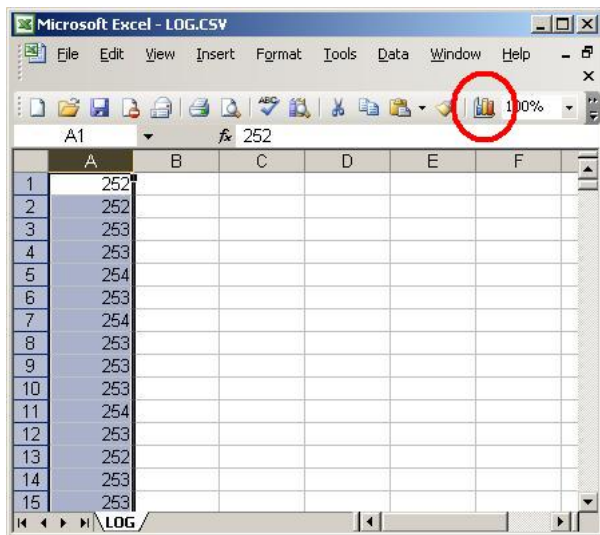 Microsoft Excel - LOG.CSV
File Edit View Insert Format Tools Data Window Help
ABC 100%
A1 fx 252
A B C D E F
1 252
2 252
3 253
4 253
5 254
6 253
7 254
8 253
9 253
10 253
11 254
12 253
13 252
14 253
15 253
LOG